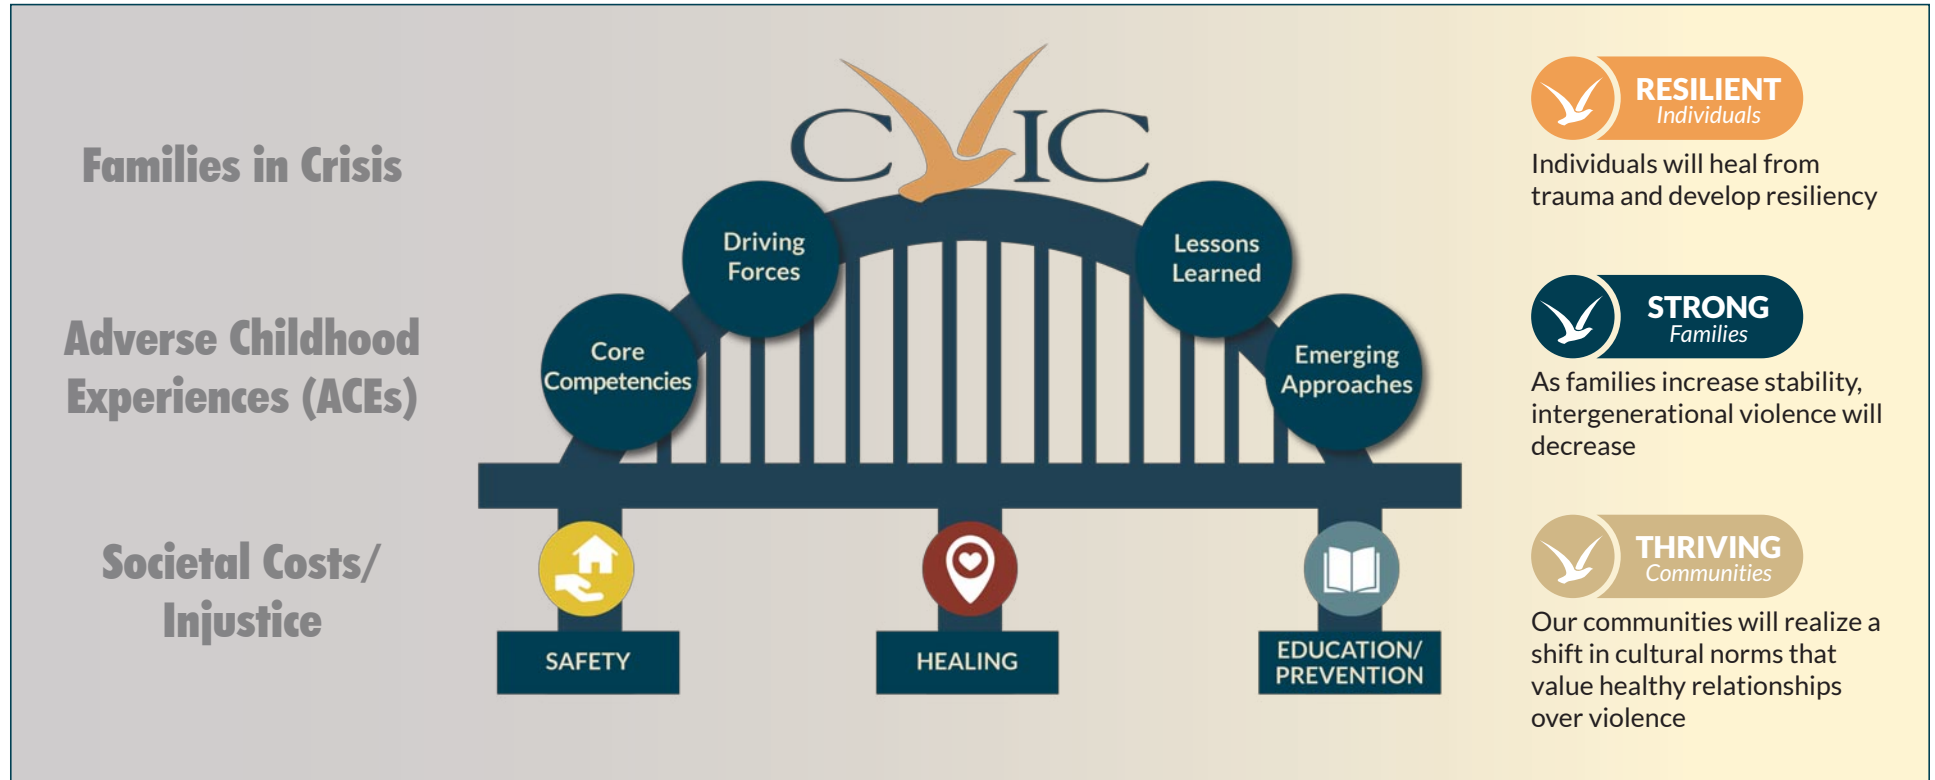 Families in Crisis
Adverse Childhood
Experiences (ACEs)
Societal Costs/
Injustice
CVIC
Driving
Forces
Core
Competencies
Lessons
Learned
Emerging
Approaches
SAFETY
HEALING
EDUCATION/
PREVENTION
RESILIENT
Individuals
Individuals will heal from
trauma and develop resiliency
STRONG
Families
As families increase stability,
intergenerational violence will
decrease
THRIVING
Communities
Our communities will realize a
shift in cultural norms that
value healthy relationships
over violence